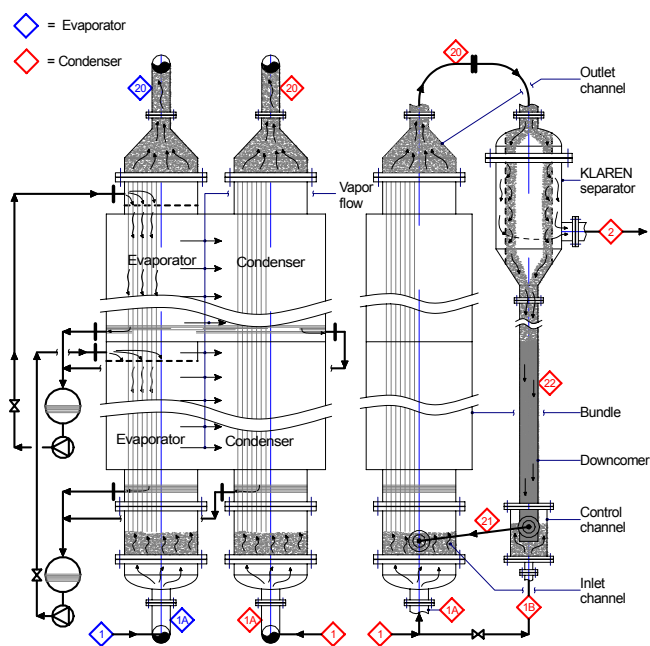 = Evaporator
= Condenser
20
20
20
Outlet
channel
KLAREN
separator
Vapor
flow
2
Evaporator
Condenser
22
Bundle
Evaporator
Condenser
Downcomer
Control
channel
21
Inlet
channel
1
1A
1A
1
1
1A
1B